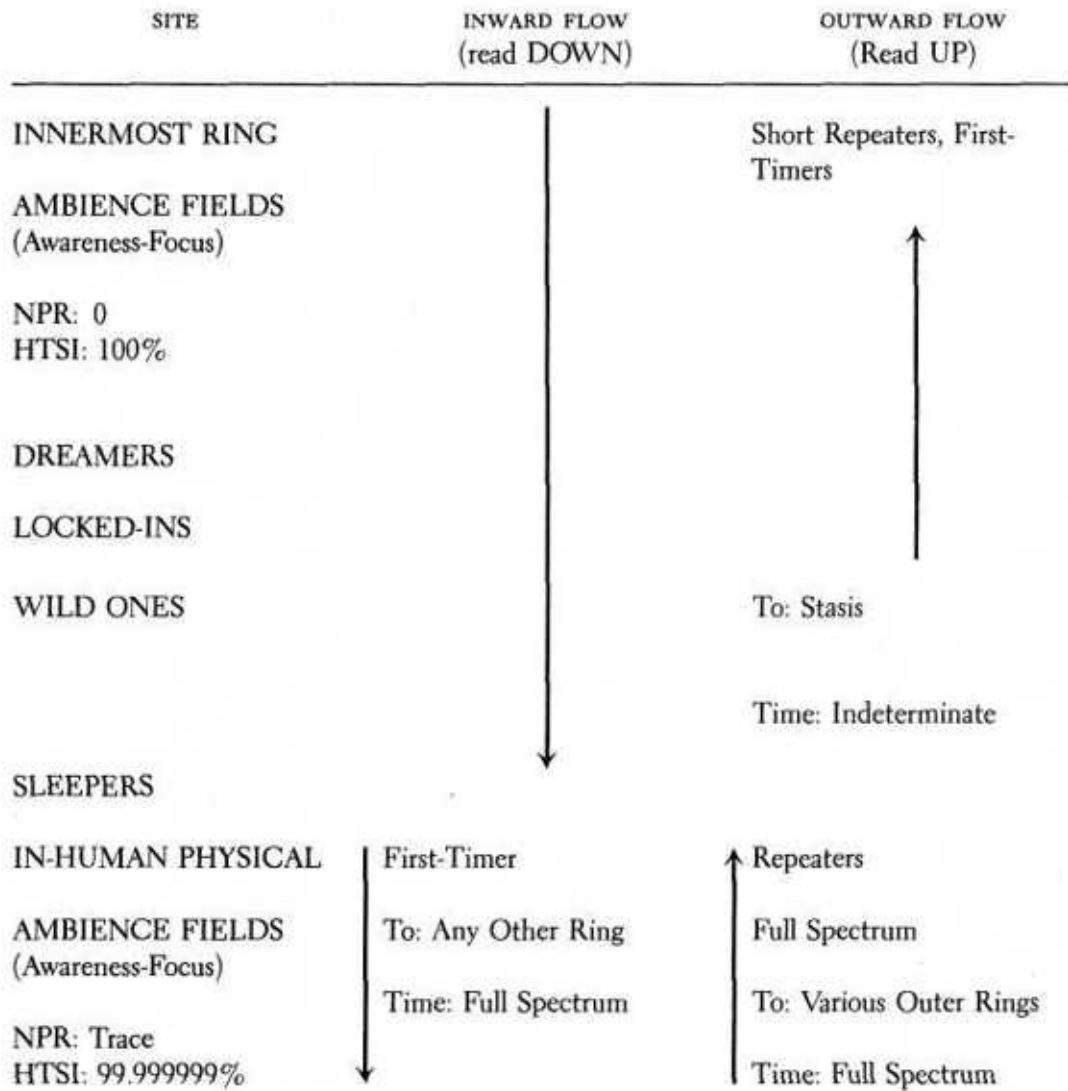 SITE INWARD FLOW OUTWARD FLOW
(read DOWN) (Read UP)
INNERMOST RING Short Repeaters, First-
Timers
AMBIENCE FIELDS
(Awareness-Focus)
NPR: 0
HTSI: 100%
DREAMERS
LOCKED-INS
WILD ONES To: Stasis
Time: Indeterminate
SLEEPERS
IN-HUMAN PHYSICAL First-Timer Repeaters
AMBIENCE FIELDS To: Any Other Ring Full Spectrum
(Awareness-Focus)
Time: Full Spectrum To: Various Outer Rings
NPR: Trace
HTSI: 99.999999% Time: Full Spectrum